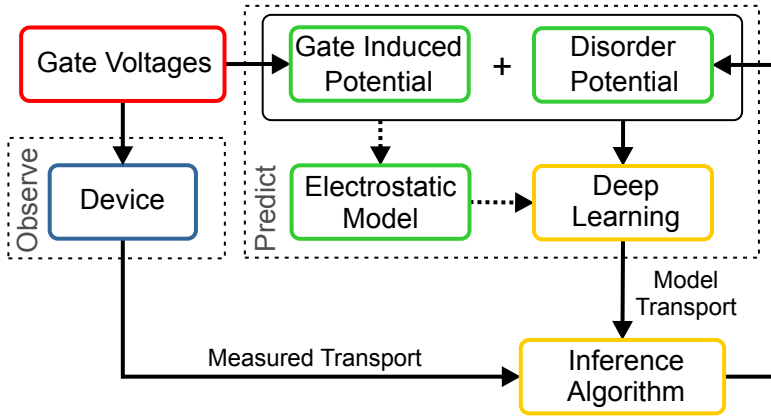 Gate Voltages
Gate Induced
Potential
+
Disorder
Potential
Observe
Device
Predict
Electrostatic
Model
Deep
Learning
Model
Transport
Measured Transport
Inference
Algorithm